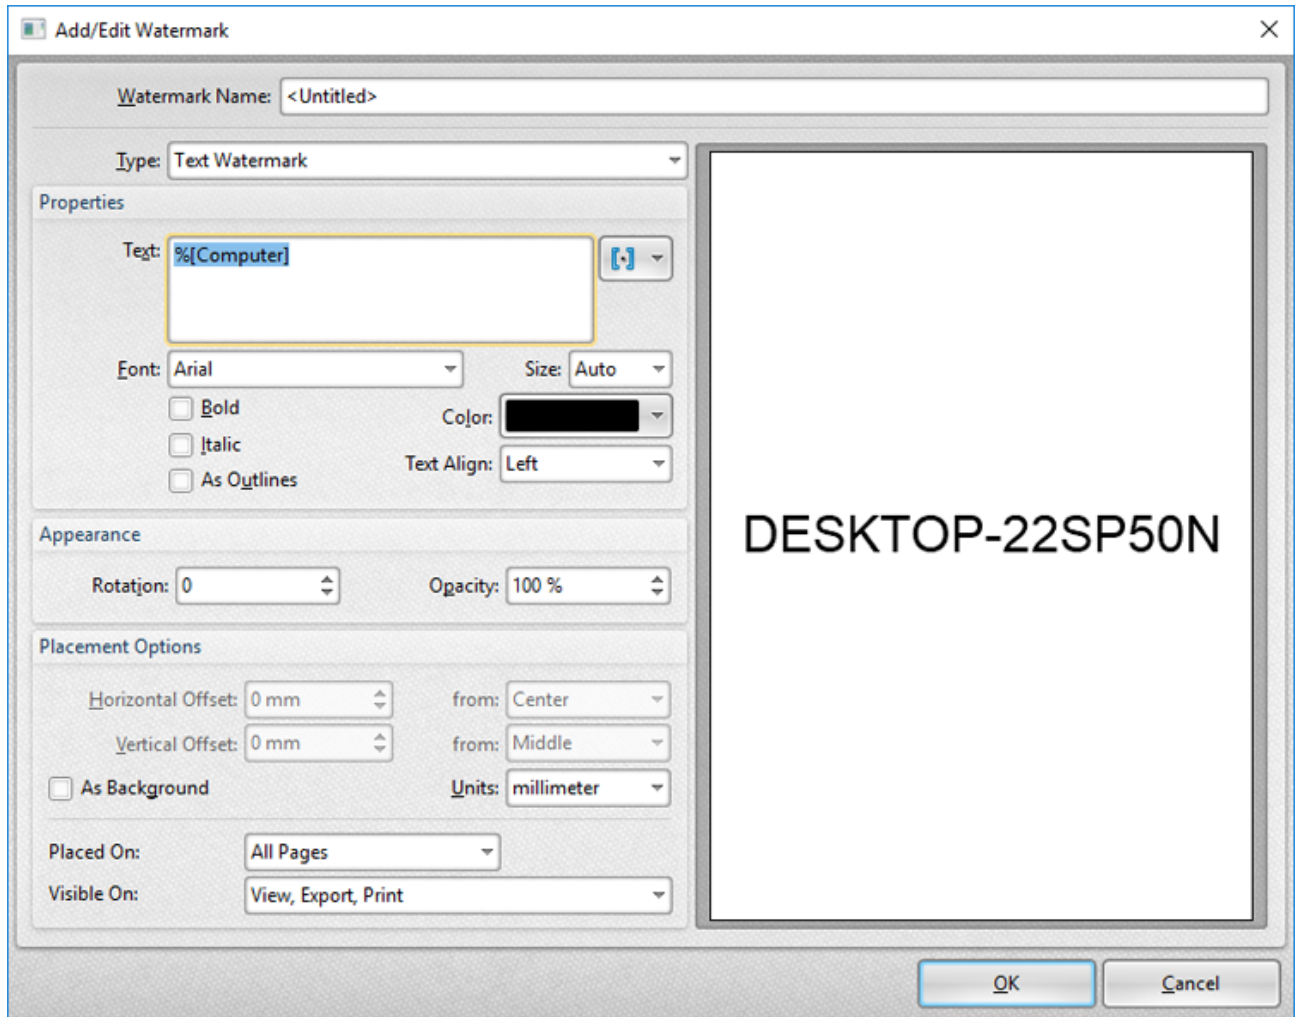 Add/Edit Watermark
Watermark Name: <Untitled>
Type: Text Watermark
Properties
Text: %[Computer]
Font: Arial Size: Auto
Bold
Color:
Italic
Text Align: Left
As Outlines
Appearance
Rotation: 0 Opacity: 100 %
Placement Options
Horizontal Offset: 0 mm from: Center
Vertical Offset: 0 mm from: Middle
As Background Units: millimeter
Placed On: All Pages
Visible On: View, Export, Print
DESKTOP-22SP50N
OK Cancel